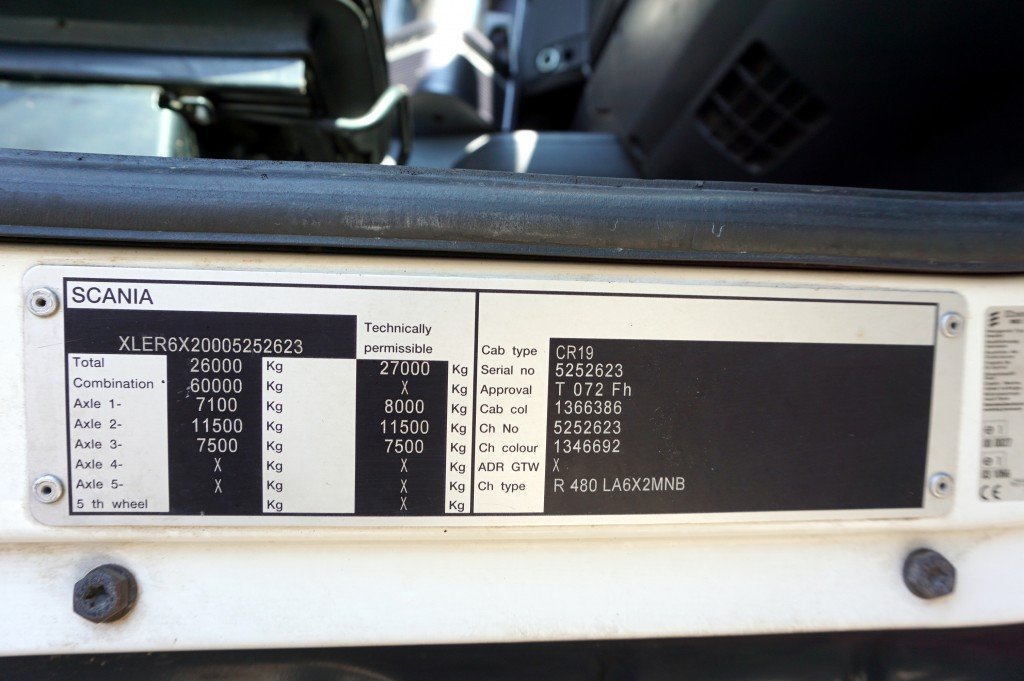 SCANIA
XLER6X20005252623
Technically
permissible
Total 26000 Kg 27000 Kg
Combination 60000 Kg X Kg
Axle 1- 7100 Kg 8000 Kg
Axle 2- 11500 Kg 11500 Kg
Axle 3- 7500 Kg 7500 Kg
Axle 4- X Kg X Kg
Axle 5- X Kg X Kg
5 th wheel Kg X Kg
Cab type CR19
Serial no 5252623
Approval T 072 Fh
Cab col 1366386
Ch No 5252623
Ch colour 1346692
ADR GTW X
Ch type R 480 LA6X2MNB
CE